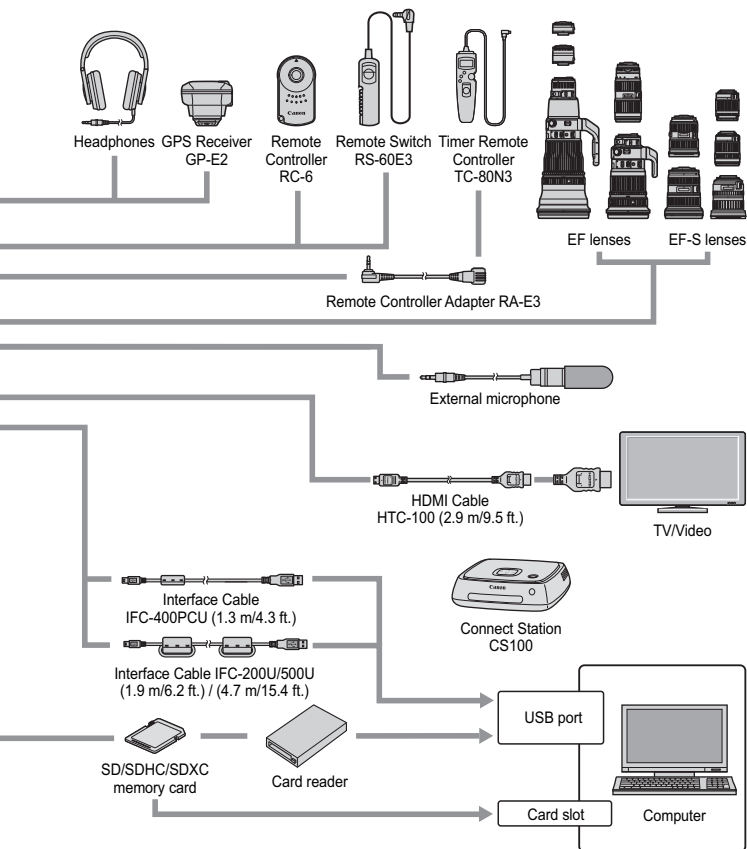 Canon
Headphones
GPS Receiver
GP-E2
Remote
Controller
RC-6
Remote Switch
RS-60E3
Timer Remote
Controller
TC-80N3
EF lenses
EF-S lenses
Remote Controller Adapter RA-E3
External microphone
HDMI Cable
HTC-100 (2.9 m/9.5 ft.)
TV/Video
Interface Cable
IFC-400PCU (1.3 m/4.3 ft.)
Canon
Connect Station
CS100
Interface Cable IFC-200U/500U
(1.9 m/6.2 ft.) / (4.7 m/15.4 ft.)
USB port
SD/SDHC/SDXC
memory card
Card reader
Card slot
Computer